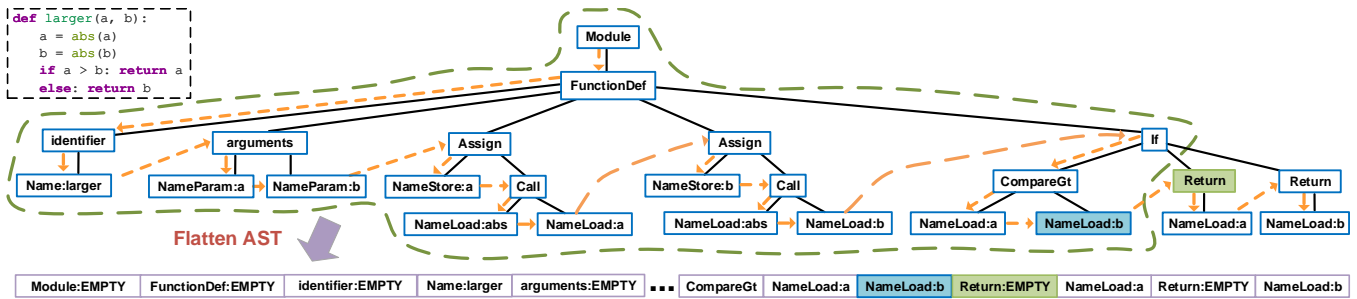 def larger(a, b):
a = abs(a)
b = abs(b)
if a > b: return a
else: return b
Module
FunctionDef
identifier
arguments
Assign
Assign
If
Name:larger
NameParam:a
NameParam:b
NameStore:a
Call
NameStore:b
Call
CompareGt
Return
Return
NameLoad:abs
NameLoad:a
NameLoad:abs
NameLoad:b
NameLoad:a
NameLoad:b
NameLoad:a
NameLoad:b
Flatten AST
Module:EMPTY FunctionDef:EMPTY identifier:EMPTY Name:larger arguments:EMPTY ... CompareGt NameLoad:a NameLoad:b Return:EMPTY NameLoad:a Return:EMPTY NameLoad:b